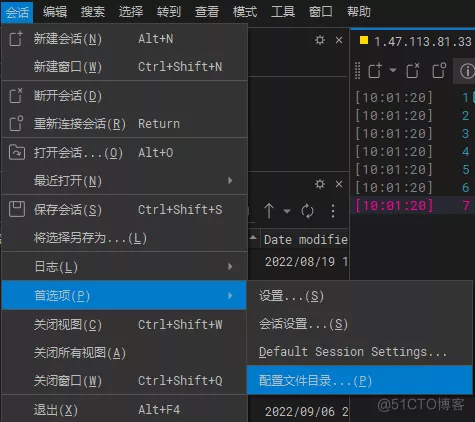 会话 编辑 搜索 选择 转到 查看 模式 工具 窗口 帮助
新建会话(N) Alt+N
新建窗口(W) Ctrl+Shift+N
断开会话(D)
重新连接会话(R) Return
打开会话...(O) Alt+O
最近打开(N)
保存会话(S) Ctrl+Shift+S
将选择另存为...(L)
日志(L)
首选项(P)
关闭视图(C) Ctrl+Shift+W
关闭所有视图(A)
关闭窗口(W) Ctrl+Shift+Q
退出(X) Alt+F4
设置...(S)
会话设置...(S)
Default Session Settings...
配置文件目录...(P)
Date modifie
2022/08/19 1
2022/09/06 2
1.47.113.81.33
[10:01:20] 1
[10:01:20] 2
[10:01:20] 3
[10:01:20] 4
[10:01:20] 5
[10:01:20] 6
[10:01:20] 7
@51CTO博客